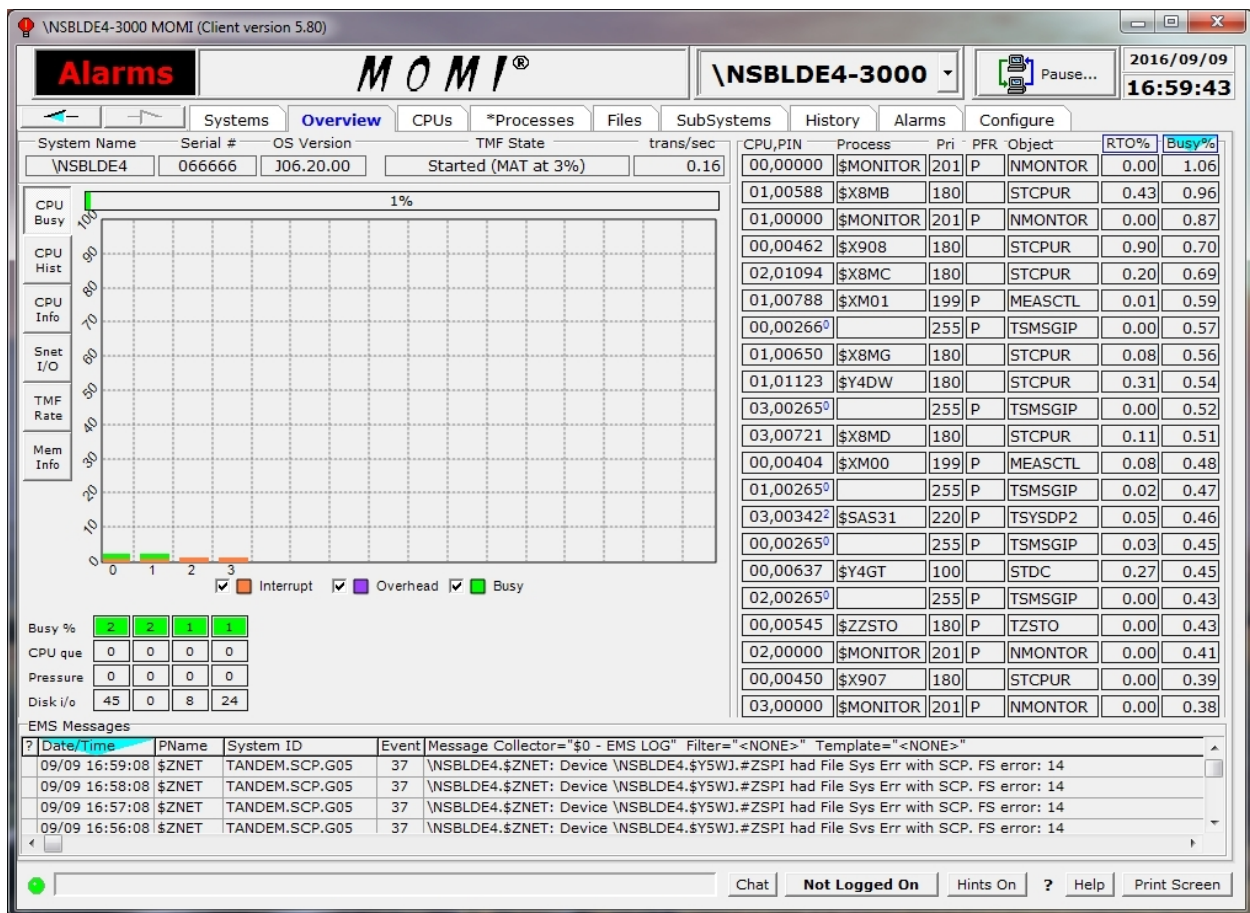 \NSBLDE4-3000 MOMI (Client version 5.80)
Alarms
MOMI®
\NSBLDE4-3000
Pause...
2016/09/09
16:59:43
Systems Overview CPUs *Processes Files SubSystems History Alarms Configure
System Name Serial # OS Version TMF State trans/sec
\NSBLDE4 066666 J06.20.00 Started (MAT at 3%) 0.16
CPU Busy
CPU Hist
CPU Info
Snet I/O
TMF Rate
Mem Info
1%
100
90
80
70
60
50
40
30
20
10
0
0 1 2 3
Interrupt Overhead Busy
Busy % 2 2 1 1
CPU que 0 0 0 0
Pressure 0 0 0 0
Disk i/o 45 0 8 24
CPU,PIN Process Pri PFR Object RTO% Busy%
00,00000 $MONITOR 201 P NMONTOR 0.00 1.06
01,00588 $X8MB 180 STCPUR 0.43 0.96
01,00000 $MONITOR 201 P NMONTOR 0.00 0.87
00,00462 $X908 180 STCPUR 0.90 0.70
02,01094 $X8MC 180 STCPUR 0.20 0.69
01,00788 $XM01 199 P MEASCTL 0.01 0.59
00,00266⁰ 255 P TSMSGIP 0.00 0.57
01,00650 $X8MG 180 STCPUR 0.08 0.56
01,01123 $Y4DW 180 STCPUR 0.31 0.54
03,00265⁰ 255 P TSMSGIP 0.00 0.52
03,00721 $X8MD 180 STCPUR 0.11 0.51
00,00404 $XM00 199 P MEASCTL 0.08 0.48
01,00265⁰ 255 P TSMSGIP 0.02 0.47
03,00342² $SAS31 220 P TSYSDP2 0.05 0.46
00,00265⁰ 255 P TSMSGIP 0.03 0.45
00,00637 $Y4GT 100 STDC 0.27 0.45
02,00265⁰ 255 P TSMSGIP 0.00 0.43
00,00545 $ZZSTO 180 P TZSTO 0.00 0.43
02,00000 $MONITOR 201 P NMONTOR 0.00 0.41
00,00450 $X907 180 STCPUR 0.00 0.39
03,00000 $MONITOR 201 P NMONTOR 0.00 0.38
EMS Messages
? Date/Time PName System ID Event Message Collector="$0 - EMS LOG" Filter="<NONE>" Template="<NONE>"
09/09 16:59:08 $ZNET TANDEM.SCP.G05 37 \NSBLDE4.$ZNET: Device \NSBLDE4.$Y5WJ.#ZSPI had File Sys Err with SCP. FS error: 14
09/09 16:58:08 $ZNET TANDEM.SCP.G05 37 \NSBLDE4.$ZNET: Device \NSBLDE4.$Y5WJ.#ZSPI had File Sys Err with SCP. FS error: 14
09/09 16:57:08 $ZNET TANDEM.SCP.G05 37 \NSBLDE4.$ZNET: Device \NSBLDE4.$Y5WJ.#ZSPI had File Sys Err with SCP. FS error: 14
09/09 16:56:08 $ZNET TANDEM.SCP.G05 37 \NSBLDE4.$ZNET: Device \NSBLDE4.$Y5WJ.#ZSPI had File Sys Err with SCP. FS error: 14
Chat Not Logged On Hints On ? Help Print Screen